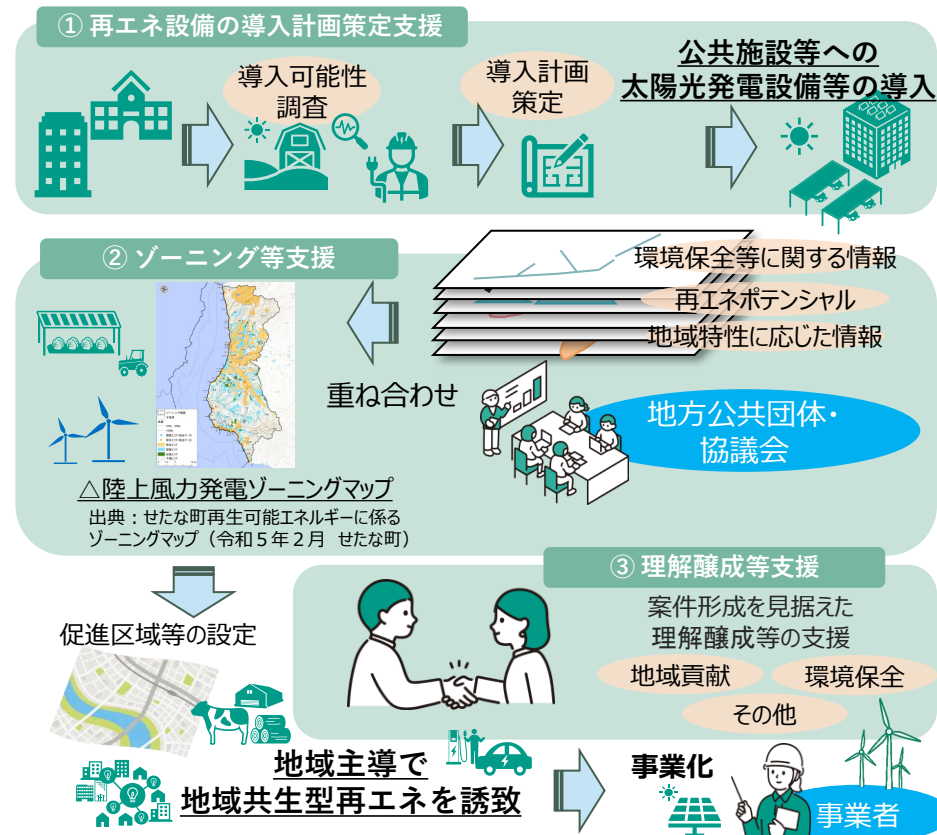 ① 再エネ設備の導入計画策定支援
導入可能性
調査
導入計画
策定
公共施設等への
太陽光発電設備等の導入
② ゾーニング等支援
環境保全等に関する情報
再エネポテンシャル
地域特性に応じた情報
重ね合わせ
地方公共団体・
協議会
△陸上風力発電ゾーニングマップ
出典：せたな町再生可能エネルギーに係る
ゾーニングマップ（令和５年２月 せたな町）
③ 理解醸成等支援
案件形成を見据えた
理解醸成等の支援
地域貢献
環境保全
その他
促進区域等の設定
地域主導で
地域共生型再エネを誘致
事業化
事業者